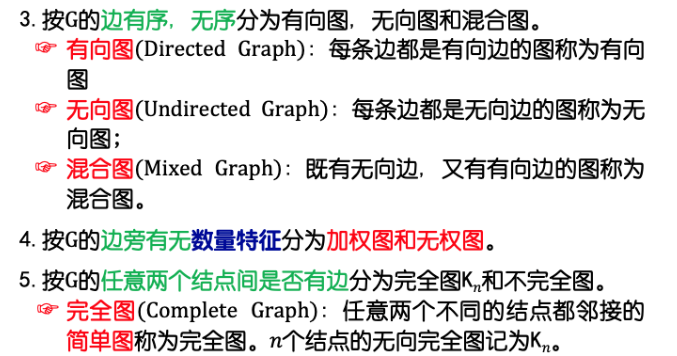 3. 按G的边有序，无序分为有向图，无向图和混合图。
☞ 有向图(Directed Graph)：每条边都是有向边的图称为有向
图
☞ 无向图(Undirected Graph)：每条边都是无向边的图称为无
向图；
☞ 混合图(Mixed Graph)：既有无向边，又有有向边的图称为
混合图。
4. 按G的边旁有无数量特征分为加权图和无权图。
5. 按G的任意两个结点间是否有边分为完全图Kₙ和不完全图。
☞ 完全图(Complete Graph)：任意两个不同的结点都邻接的
简单图称为完全图。n个结点的无向完全图记为Kₙ。